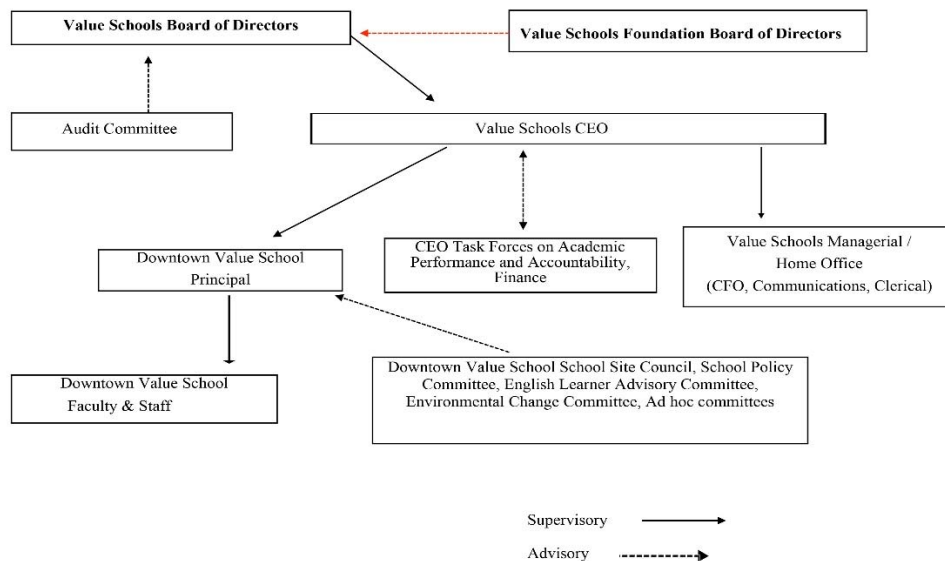 Value Schools Board of Directors
Value Schools Foundation Board of Directors
Audit Committee
Value Schools CEO
Downtown Value School
Principal
CEO Task Forces on Academic
Performance and Accountability,
Finance
Value Schools Managerial /
Home Office
(CFO, Communications, Clerical)
Downtown Value School
Faculty & Staff
Downtown Value School School Site Council, School Policy
Committee, English Learner Advisory Committee,
Environmental Change Committee, Ad hoc committees
Supervisory
Advisory